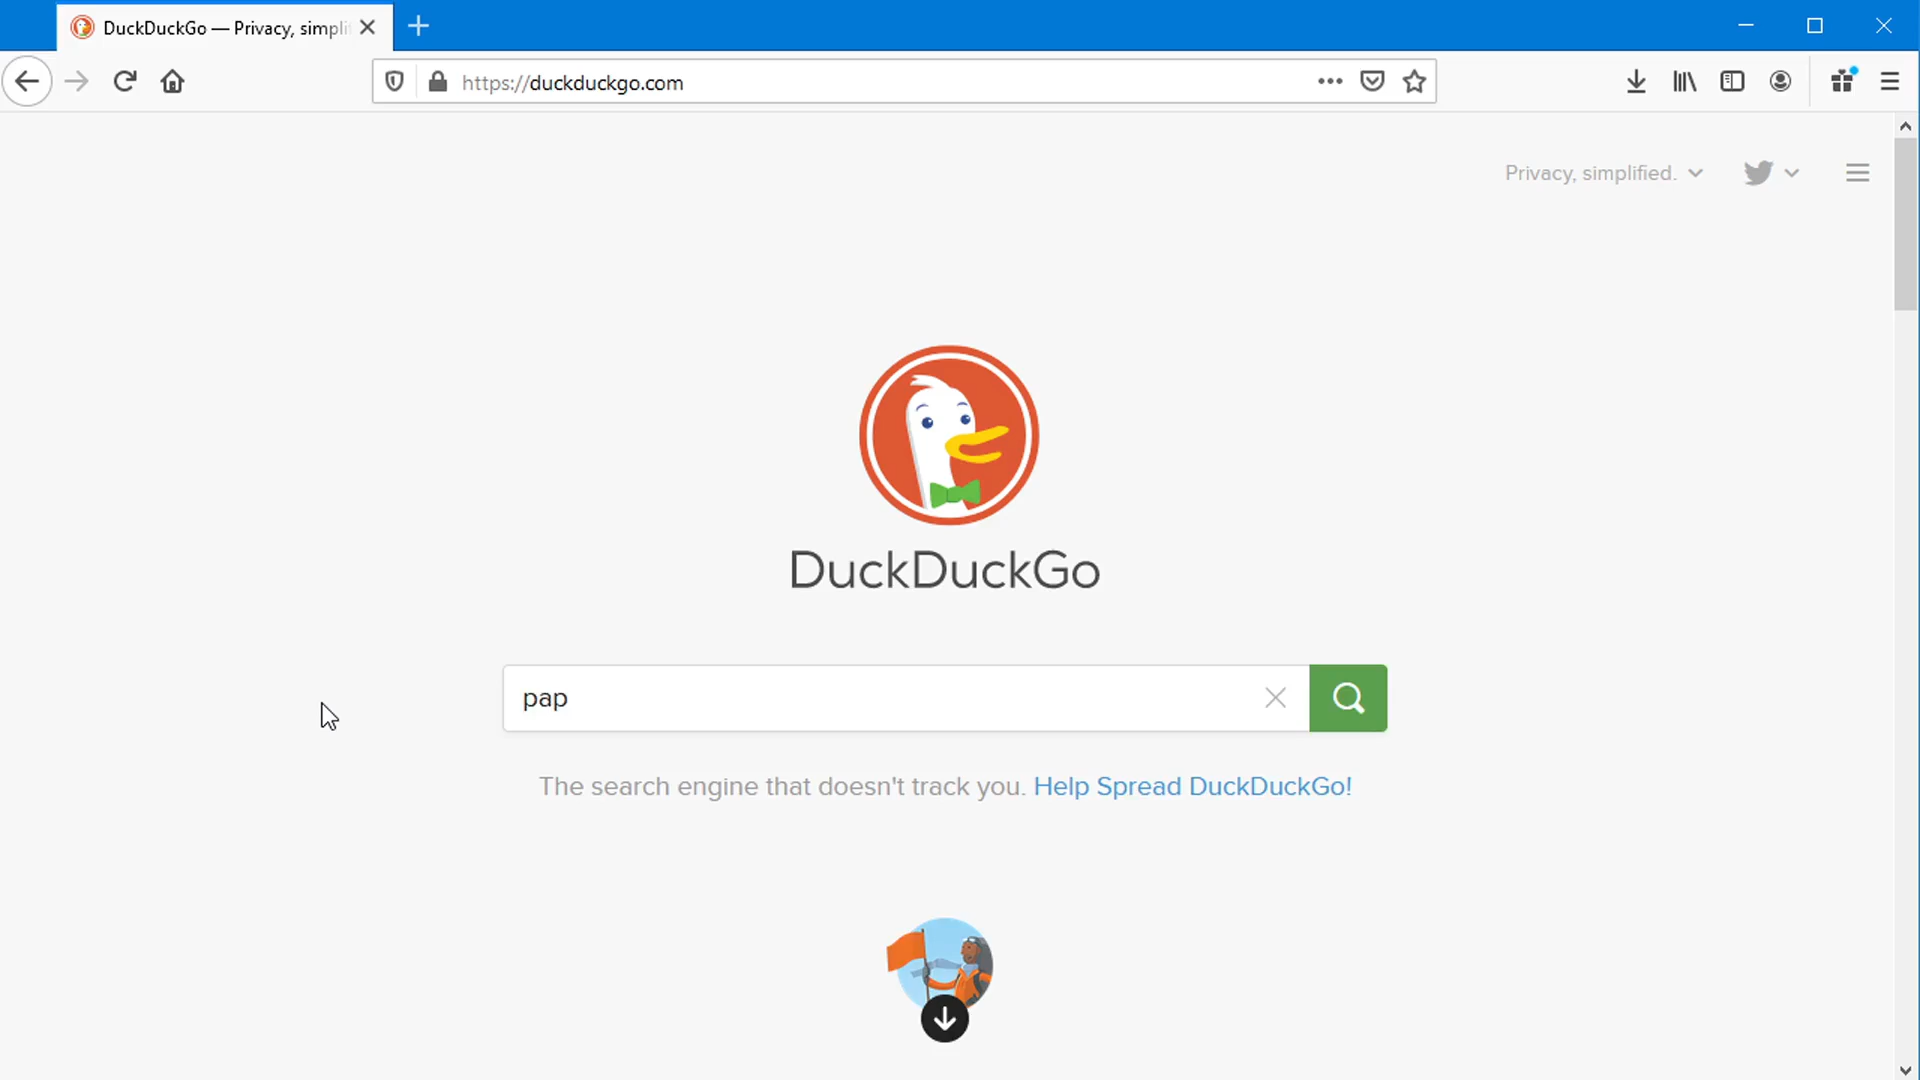 DuckDuckGo — Privacy, simpli
https://duckduckgo.com
Privacy, simplified.
DuckDuckGo
pap
The search engine that doesn't track you. Help Spread DuckDuckGo!